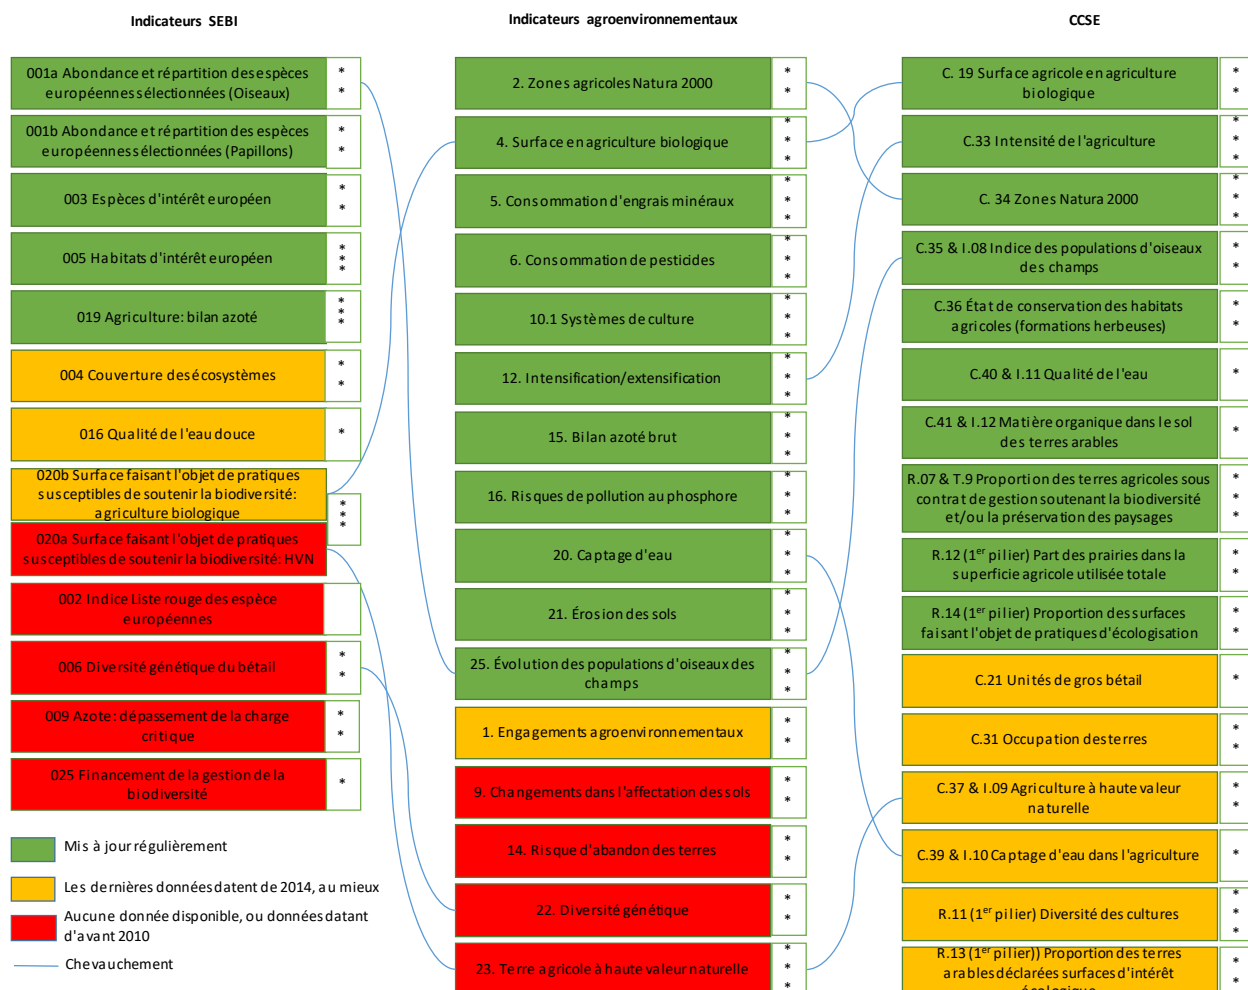 Indicateurs SEBI
001a Abondance et répartition des espèces
européennes sélectionnées (Oiseaux)
* *
001b Abondance et répartition des espèces
européennes sélectionnées (Papillons)
* *
003 Espèces d'intérêt européen
* *
005 Habitats d'intérêt européen
* * *
019 Agriculture: bilan azoté
* * *
004 Couverture des écosystèmes
* *
016 Qualité de l'eau douce
*
020b Surface faisant l'objet de pratiques
susceptibles de soutenir la biodiversité:
agriculture biologique
* * *
020a Surface faisant l'objet de pratiques
susceptibles de soutenir la biodiversité: HVN
002 Indice Liste rouge des espèce
européennes
006 Diversité génétique du bétail
* *
009 Azote: dépassement de la charge
critique
* *
025 Financement de la gestion de la
biodiversité
*
Mis à jour régulièrement
Les dernières données datent de 2014, au mieux
Aucune donnée disponible, ou données datant
d'avant 2010
Chevauchement
Indicateurs agroenvironnementaux
2. Zones agricoles Natura 2000
* *
4. Surface en agriculture biologique
* * *
5. Consommation d'engrais minéraux
* * *
6. Consommation de pesticides
* * *
10.1 Systèmes de culture
* * *
12. Intensification/extensification
* * *
15. Bilan azoté brut
* * *
16. Risques de pollution au phosphore
* * *
20. Captage d'eau
* * *
21. Érosion des sols
* * *
25. Évolution des populations d'oiseaux des
champs
* * *
1. Engagements agroenvironnementaux
* *
9. Changements dans l'affectation des sols
* *
14. Risque d'abandon des terres
* *
22. Diversité génétique
* *
23. Terre agricole à haute valeur naturelle
* * *
CCSE
C. 19 Surface agricole en agriculture
biologique
* *
C.33 Intensité de l'agriculture
* * *
C. 34 Zones Natura 2000
* * *
C.35 & I.08 Indice des populations d'oiseaux
des champs
* * *
C.36 État de conservation des habitats
agricoles (formations herbeuses)
* * *
C.40 & I.11 Qualité de l'eau
*
C.41 & I.12 Matière organique dans le sol
des terres arables
*
R.07 & T.9 Proportion des terres agricoles sous
contrat de gestion soutenant la biodiversité
et/ou la préservation des paysages
* * *
R.12 (1er pilier) Part des prairies dans la
superficie agricole utilisée totale
* *
R.14 (1er pilier) Proportion des surfaces
faisant l'objet de pratiques d'écologisation
* *
C.21 Unités de gros bétail
*
C.31 Occupation des terres
*
C.37 & I.09 Agriculture à haute valeur
naturelle
* *
C.39 & I.10 Captage d'eau dans l'agriculture
*
R.11 (1er pilier) Diversité des cultures
* * *
R.13 (1er pilier)) Proportion des terres
arables déclarées surfaces d'intérêt
écologique
* *